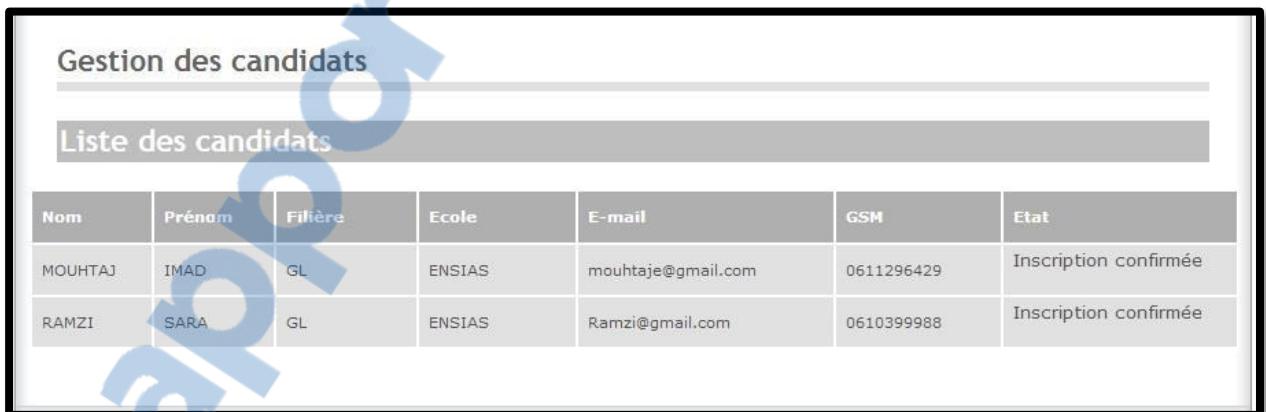 Gestion des candidats
Liste des candidats
Nom Prénom Filière Ecole E-mail GSM Etat
MOUHTAJ IMAD GL ENSIAS mouhtaje@gmail.com 0611296429 Inscription confirmée
RAMZI SARA GL ENSIAS Ramzi@gmail.com 0610399988 Inscription confirmée